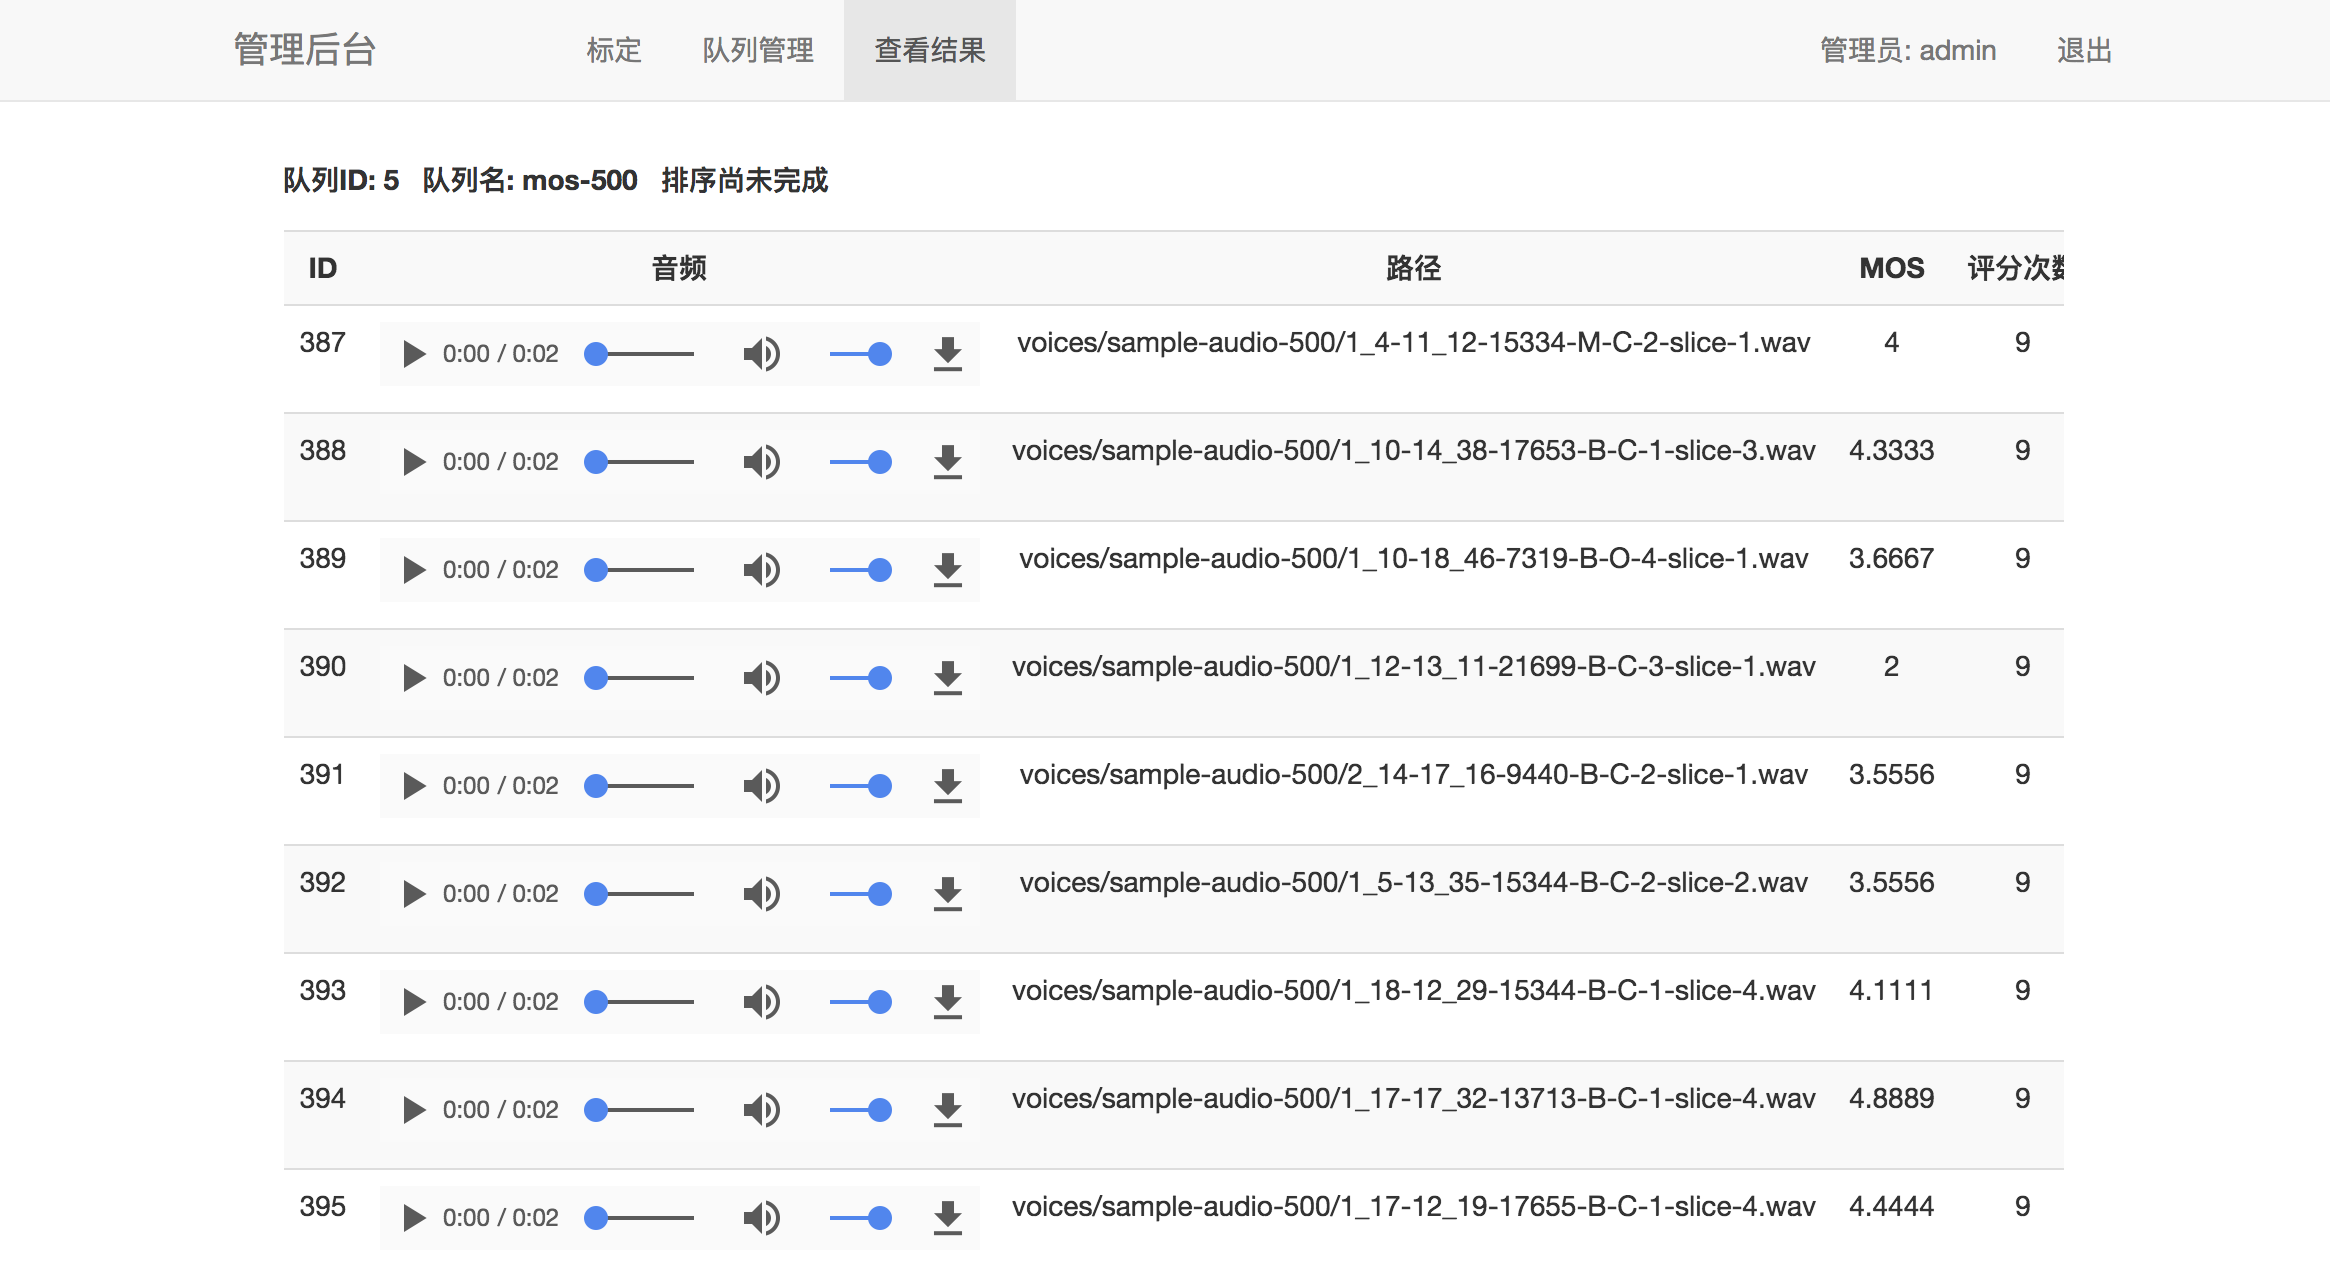 管理后台 标定 队列管理 查看结果 管理员: admin 退出
队列ID: 5 队列名: mos-500 排序尚未完成
ID 音频 路径 MOS 评分次数
387 0:00 / 0:02 voices/sample-audio-500/1_4-11_12-15334-M-C-2-slice-1.wav 4 9
388 0:00 / 0:02 voices/sample-audio-500/1_10-14_38-17653-B-C-1-slice-3.wav 4.3333 9
389 0:00 / 0:02 voices/sample-audio-500/1_10-18_46-7319-B-O-4-slice-1.wav 3.6667 9
390 0:00 / 0:02 voices/sample-audio-500/1_12-13_11-21699-B-C-3-slice-1.wav 2 9
391 0:00 / 0:02 voices/sample-audio-500/2_14-17_16-9440-B-C-2-slice-1.wav 3.5556 9
392 0:00 / 0:02 voices/sample-audio-500/1_5-13_35-15344-B-C-2-slice-2.wav 3.5556 9
393 0:00 / 0:02 voices/sample-audio-500/1_18-12_29-15344-B-C-1-slice-4.wav 4.1111 9
394 0:00 / 0:02 voices/sample-audio-500/1_17-17_32-13713-B-C-1-slice-4.wav 4.8889 9
395 0:00 / 0:02 voices/sample-audio-500/1_17-12_19-17655-B-C-1-slice-4.wav 4.4444 9